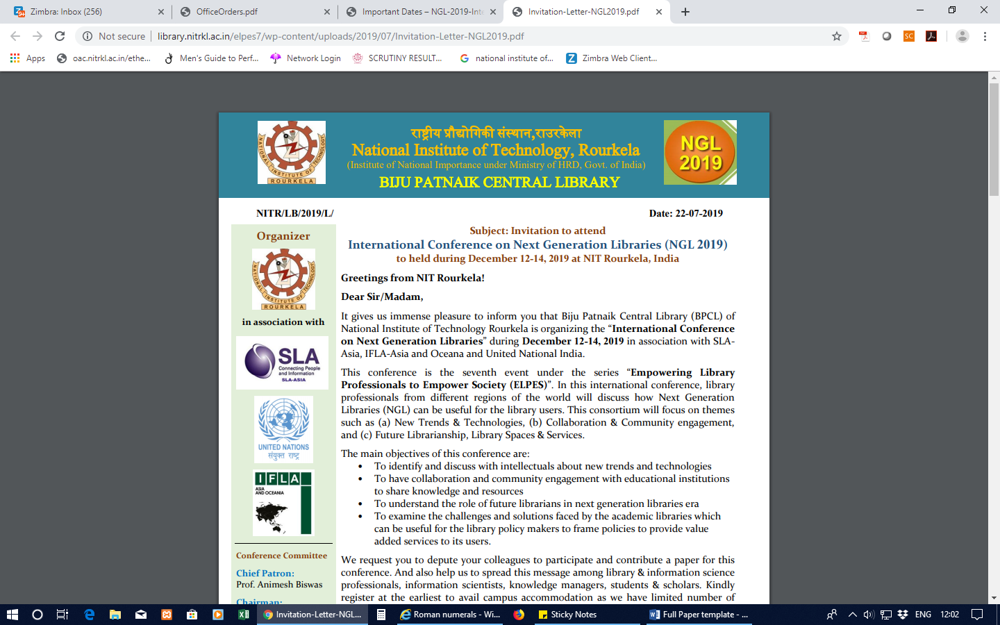 Zimbra: Inbox (256)
OfficeOrders.pdf
Important Dates – NGL-2019-Inte
Invitation-Letter-NGL2019.pdf
Not secure
library.nitrkl.ac.in/elpes7/wp-content/uploads/2019/07/Invitation-Letter-NGL2019.pdf
SC
Apps
oac.nitrkl.ac.in/ethe...
Men's Guide to Perf...
Network Login
SCRUTINY RESULT...
national institute of...
Zimbra Web Client...
राष्ट्रीय प्रौद्योगिकी संस्थान,राउरकेला
National Institute of Technology, Rourkela
(Institute of National Importance under Ministry of HRD, Govt. of India)
BIJU PATNAIK CENTRAL LIBRARY
NATIONAL INSTITUTE OF TECHNOLOGY
ROURKELA
NGL
2019
NITR/LB/2019/L/
Date: 22-07-2019
Organizer
NATIONAL INSTITUTE OF TECHNOLOGY
ROURKELA
in association with
SLA
Connecting People
and Information
SLA-ASIA
UNITED NATIONS
संयुक्त राष्ट्र
IFLA
ASIA
AND OCEANIA
Conference Committee
Chief Patron:
Prof. Animesh Biswas
Chairman:
Subject: Invitation to attend
International Conference on Next Generation Libraries (NGL 2019)
to held during December 12-14, 2019 at NIT Rourkela, India
Greetings from NIT Rourkela!
Dear Sir/Madam,
It gives us immense pleasure to inform you that Biju Patnaik Central Library (BPCL) of
National Institute of Technology Rourkela is organizing the “International Conference
on Next Generation Libraries” during December 12-14, 2019 in association with SLA-
Asia, IFLA-Asia and Oceana and United National India.
This conference is the seventh event under the series “Empowering Library
Professionals to Empower Society (ELPES)”. In this international conference, library
professionals from different regions of the world will discuss how Next Generation
Libraries (NGL) can be useful for the library users. This consortium will focus on themes
such as (a) New Trends & Technologies, (b) Collaboration & Community engagement,
and (c) Future Librarianship, Library Spaces & Services.
The main objectives of this conference are:
• To identify and discuss with intellectuals about new trends and technologies
• To have collaboration and community engagement with educational institutions
to share knowledge and resources
• To understand the role of future librarians in next generation libraries era
• To examine the challenges and solutions faced by the academic libraries which
can be useful for the library policy makers to frame policies to provide value
added services to its users.
We request you to depute your colleagues to participate and contribute a paper for this
conference. And also help us to spread this message among library & information science
professionals, information scientists, knowledge managers, students & scholars. Kindly
register at the earliest to avail campus accommodation as we have limited number of
Invitation-Letter-NGL...
Roman numerals - Wi...
Sticky Notes
Full Paper template - ...
ENG
12:02